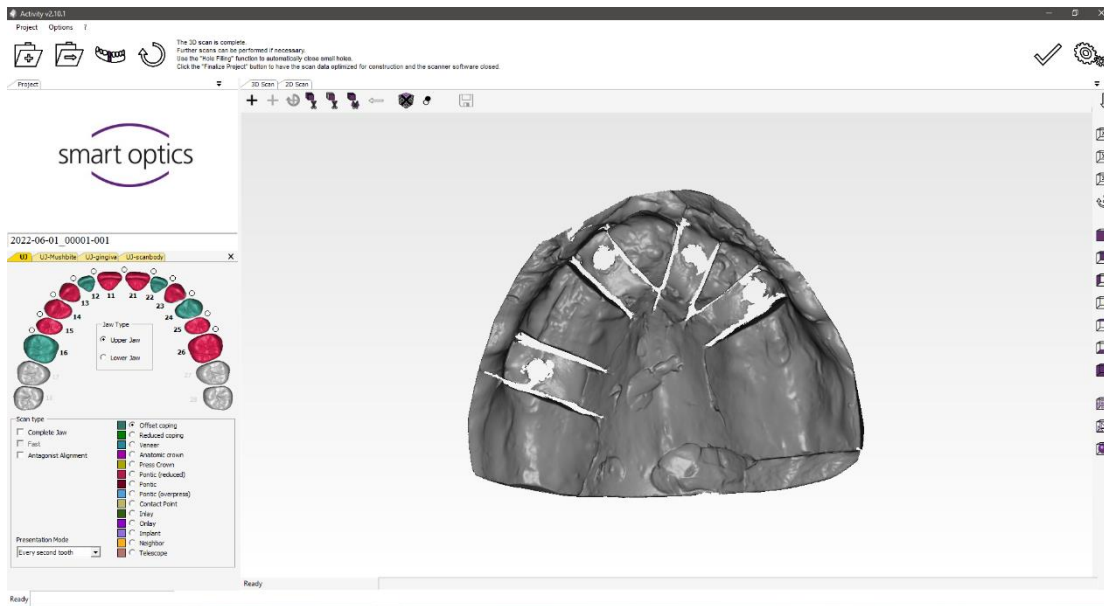 Activity v2.10.1
Project Options ?
The 3D scan is complete.
Further scans can be performed if necessary.
Use the "Hole Filling" function to automatically close small holes.
Click the "Finalize Project" button to have the scan data optimized for construction and the scanner software closed.
Project
3D Scan 2D Scan
smart optics
2022-06-01_00001-001
UJ UJ-Mushbite UJ-gingiva UJ-scanbody X
12 11 21 22
13 23
14 24
15 25
16 26
17 27
18 28
Jaw Type
Upper Jaw
Lower Jaw
Scan type
Complete Jaw
Fast
Antagonist Alignment
Offset coping
Reduced coping
Veneer
Anatomic crown
Press Crown
Pontic (reduced)
Pontic
Pontic (overpress)
Contact Point
Inlay
Onlay
Implant
Neighbor
Telescope
Presentation Mode
Every second tooth
Ready
Ready